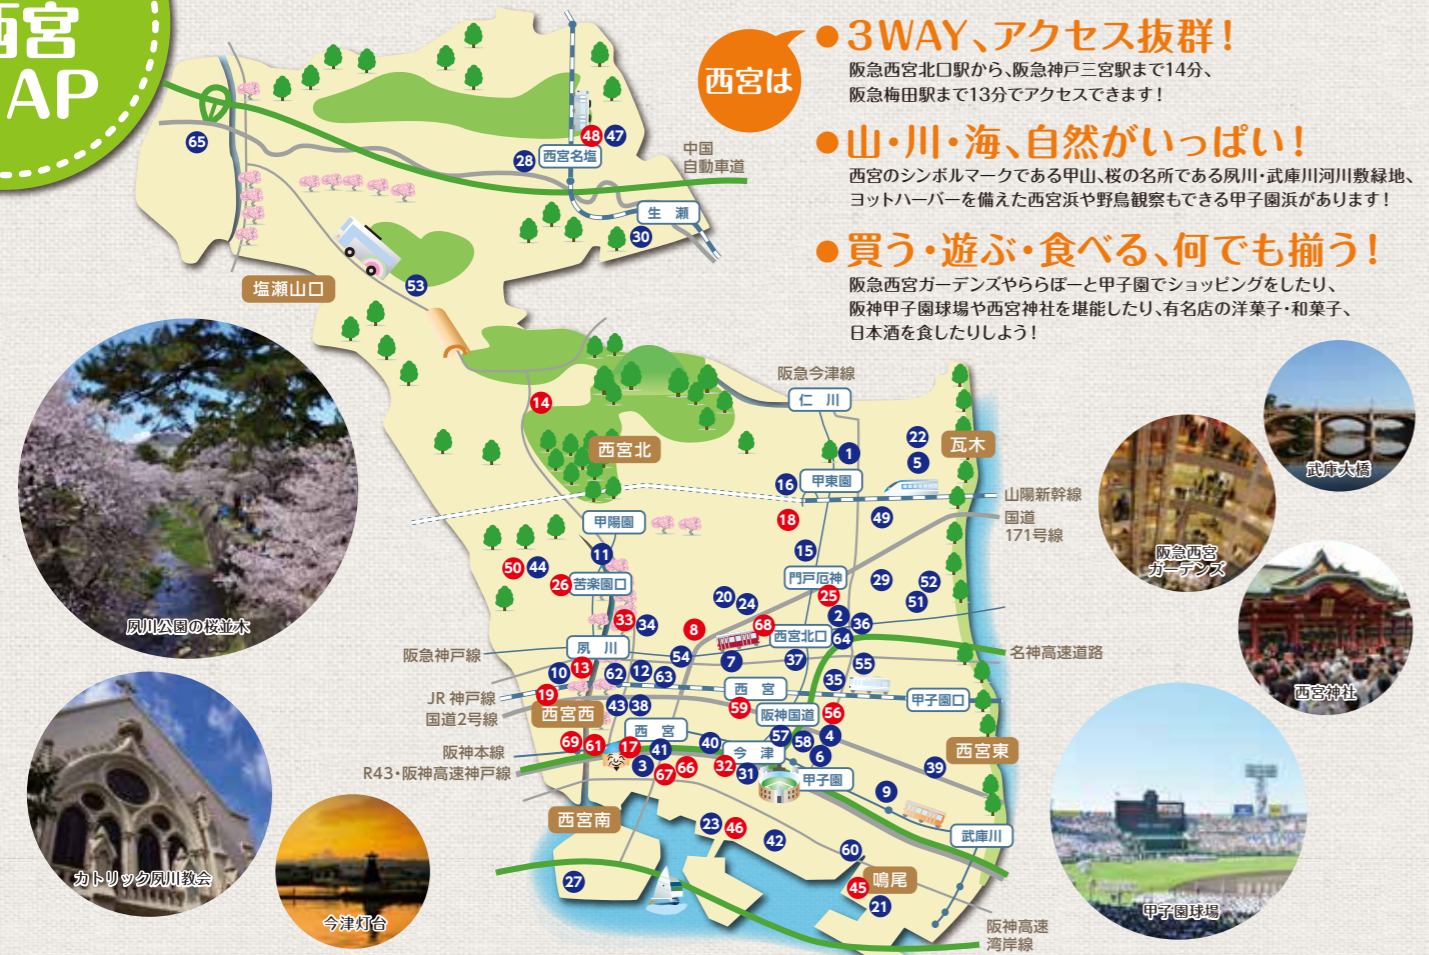 西宮
AP
西宮は
●3WAY、アクセス抜群！
阪急西宮北口駅から、阪急神戸三宮駅まで14分、
阪急梅田駅まで13分でアクセスできます！
●山・川・海、自然がいっぱい！
西宮のシンボルマークである甲山、桜の名所である夙川・武庫川河川敷緑地、
ヨットハーバーを備えた西宮浜や野鳥観察もできる甲子園浜があります！
●買う・遊ぶ・食べる、何でも揃う！
阪急西宮ガーデンズやららぽーと甲子園でショッピングをしたり、
阪神甲子園球場や西宮神社を堪能したり、有名店の洋菓子・和菓子、
日本酒を食したりしよう！
65
48 47
28 西宮名塩
中国
自動車道
生 瀬
30
53
塩瀬山口
14
阪急今津線
仁 川
西宮北
1
22
5
瓦木
16 甲東園
山陽新幹線
18
49
国道
171号線
甲陽園
11
15
50 44
26 苦楽園口
門戸厄神
29
52
51
20 24
25
33 34
8
68
2 36
西宮北口 64
夙 川
阪急神戸線
54
7
37
55
名神高速道路
10 13
62 12 63
35
JR 神戸線
19
西 宮
甲子園口
国道2号線
西宮西
43 38
59
阪神国道
56
69 61 17
西 宮
41
40
57 58 4
6
今 津
西宮東
阪神本線
R43・阪神高速神戸線
3
67 66
32 31
甲子園
39
9
西宮南
23 46
42
60
武庫川
27
45 鳴尾
21
阪神高速
湾岸線
夙川公園の桜並木
カトリック夙川教会
今津灯台
武庫大橋
阪急西宮
ガーデンズ
西宮神社
甲子園球場